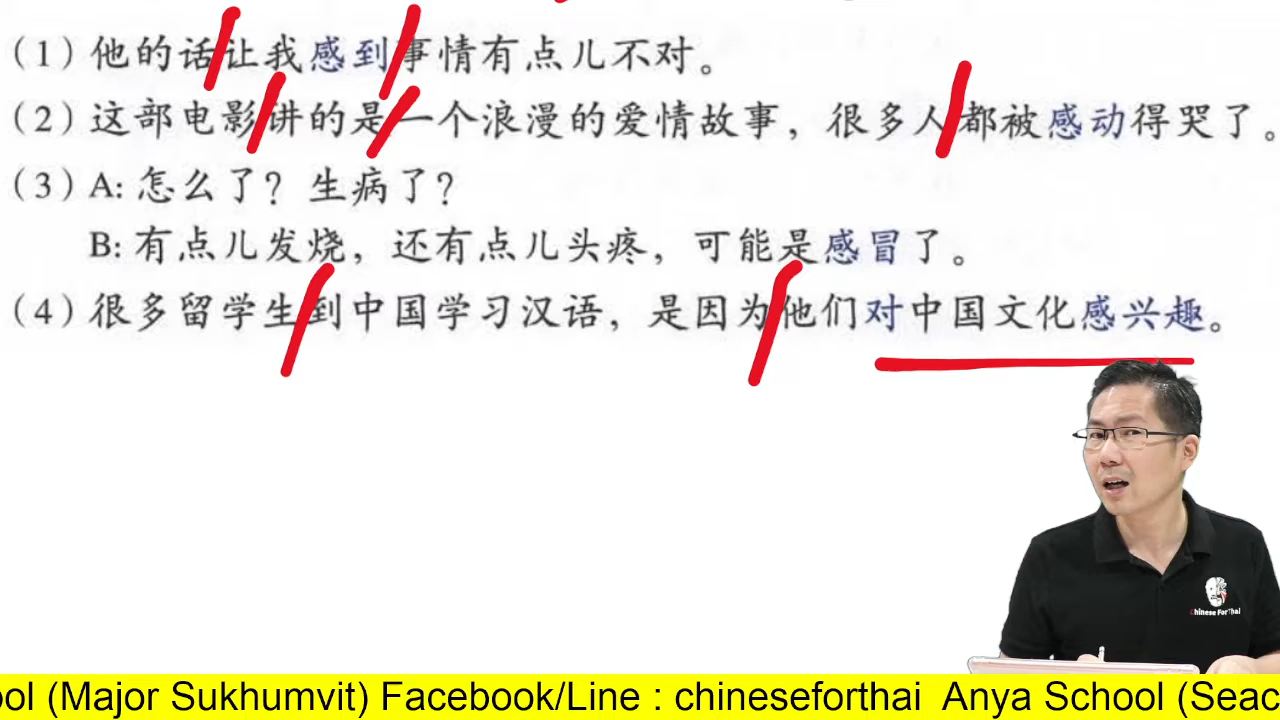 (1) 他的话让我感到事情有点儿不对。
(2) 这部电影讲的是一个浪漫的爱情故事，很多人都被感动得哭了。
(3) A: 怎么了？生病了？
B: 有点儿发烧，还有点儿头疼，可能是感冒了。
(4) 很多留学生到中国学习汉语，是因为他们对中国文化感兴趣。
Chinese For Thai
ool (Major Sukhumvit) Facebook/Line : chineseforthai Anya School (Seac